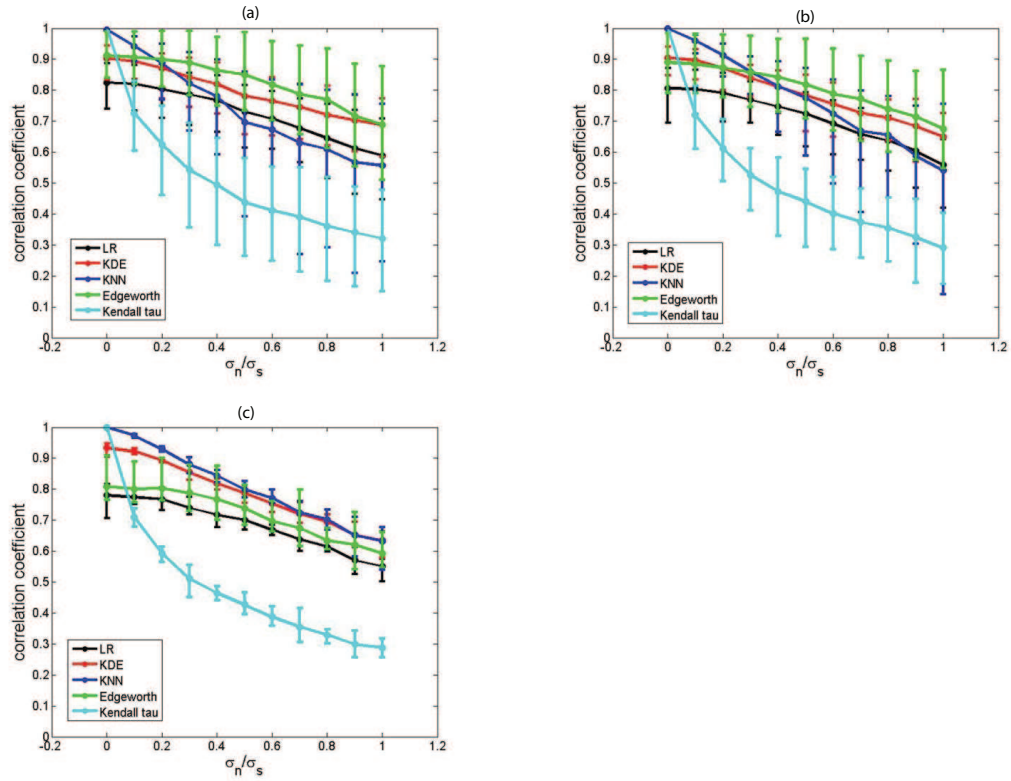 (a)
correlation coefficient
1
0.9
0.8
0.7
0.6
0.5
0.4
0.3
0.2
0.1
0
LR
KDE
KNN
Edgeworth
Kendall tau
-0.2 0 0.2 0.4 0.6 0.8 1 1.2
σn/σs
(b)
correlation coefficient
1
0.9
0.8
0.7
0.6
0.5
0.4
0.3
0.2
0.1
0
LR
KDE
KNN
Edgeworth
Kendall tau
-0.2 0 0.2 0.4 0.6 0.8 1 1.2
σn/σs
(c)
correlation coefficient
1
0.9
0.8
0.7
0.6
0.5
0.4
0.3
0.2
0.1
0
LR
KDE
KNN
Edgeworth
Kendall tau
-0.2 0 0.2 0.4 0.6 0.8 1 1.2
σn/σs